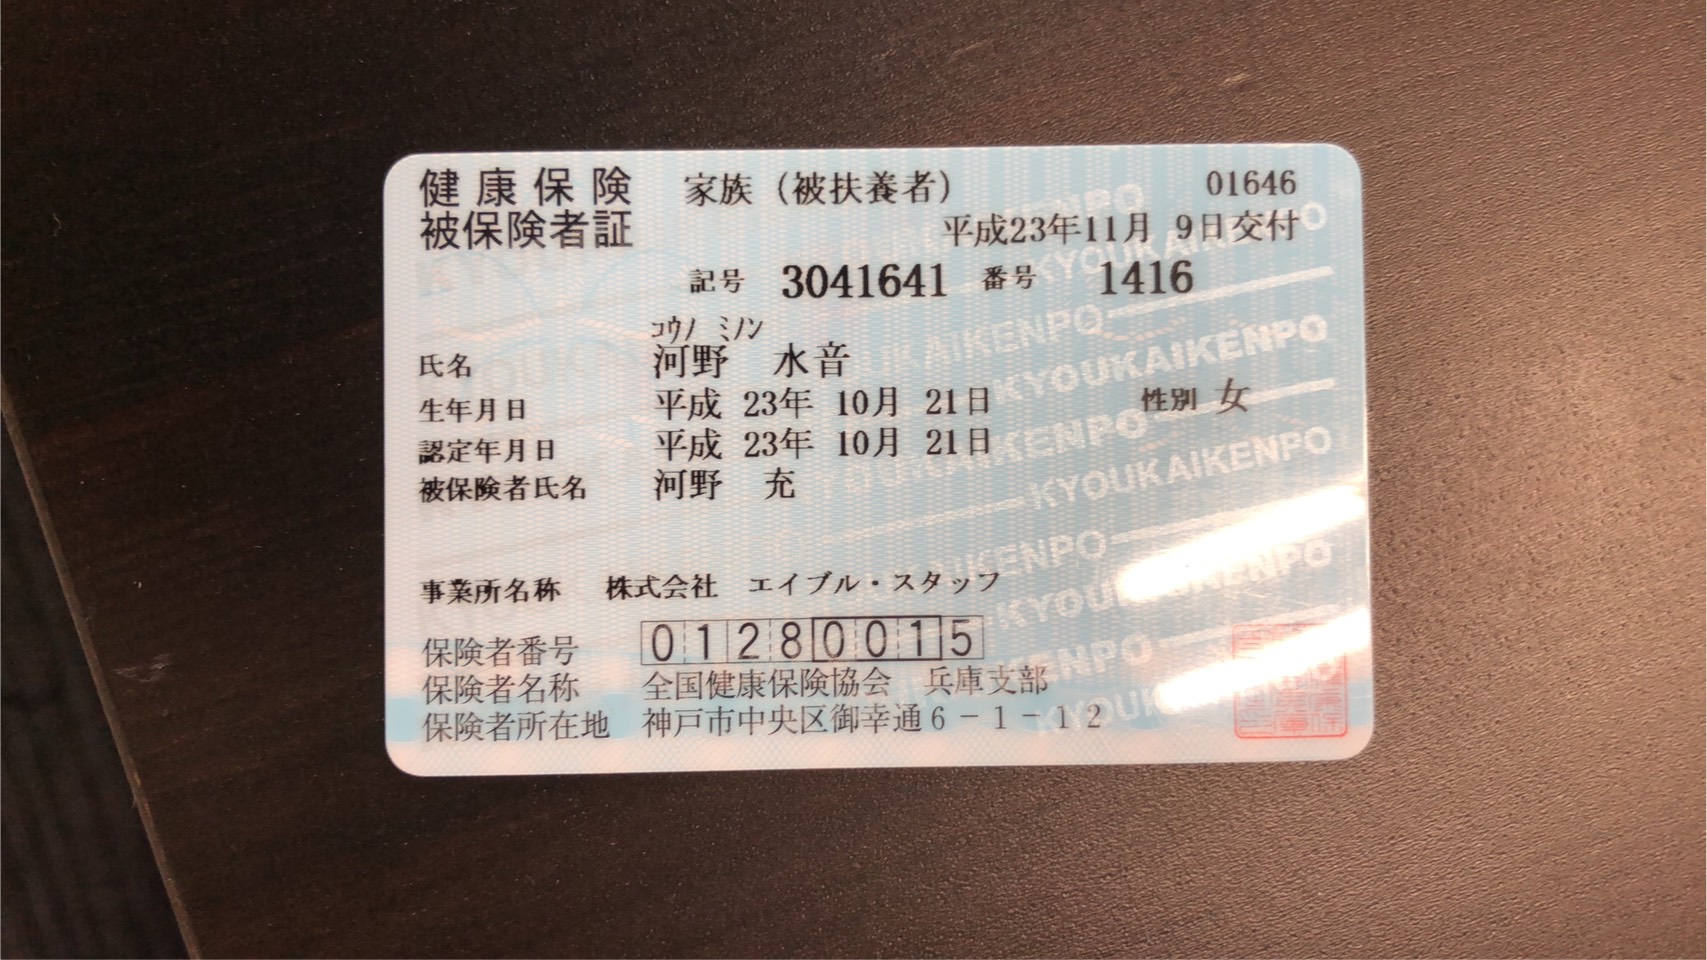 健康保険 家族（被扶養者） 01646
被保険者証 平成23年11月 9日交付
記号 3041641 番号 1416
ｺｳﾉ ﾐﾉﾝ
氏名 河野 水音
生年月日 平成 23年 10月 21日 性別 女
認定年月日 平成 23年 10月 21日
被保険者氏名 河野 充
事業所名称 株式会社 エイブル・スタッフ
保険者番号 01280015
保険者名称 全国健康保険協会 兵庫支部
保険者所在地 神戸市中央区御幸通6－1－12
KYOUKAIKENPO
KYOUKAIKENPO
KYOUKAIKENPO